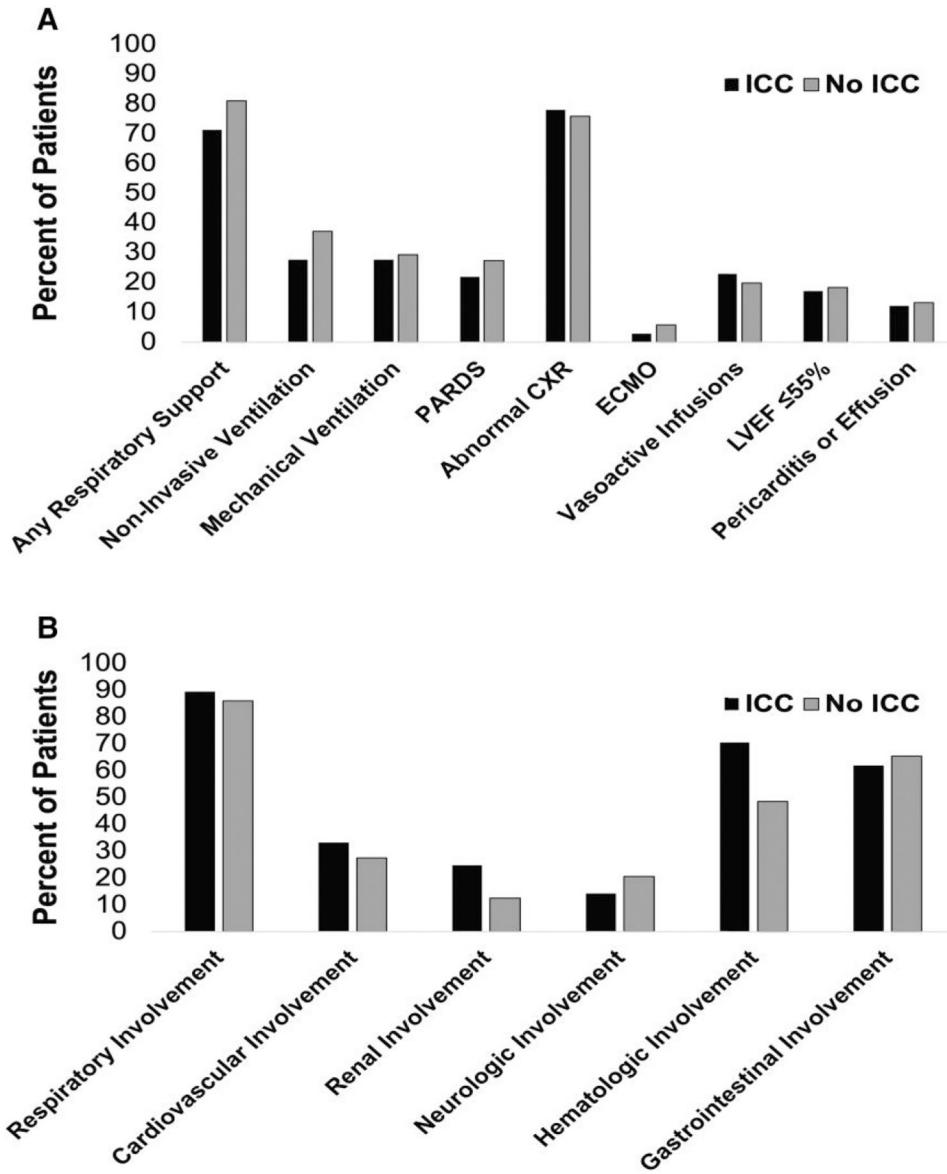 A
Percent of Patients
100
90
80
70
60
50
40
30
20
10
0
ICC No ICC
Any Respiratory Support
Non-Invasive Ventilation
Mechanical Ventilation
PARDS
Abnormal CXR
ECMO
Vasoactive Infusions
LVEF ≤55%
Pericarditis or Effusion
B
Percent of Patients
100
90
80
70
60
50
40
30
20
10
0
ICC No ICC
Respiratory Involvement
Cardiovascular Involvement
Renal Involvement
Neurologic Involvement
Hematologic Involvement
Gastrointestinal Involvement